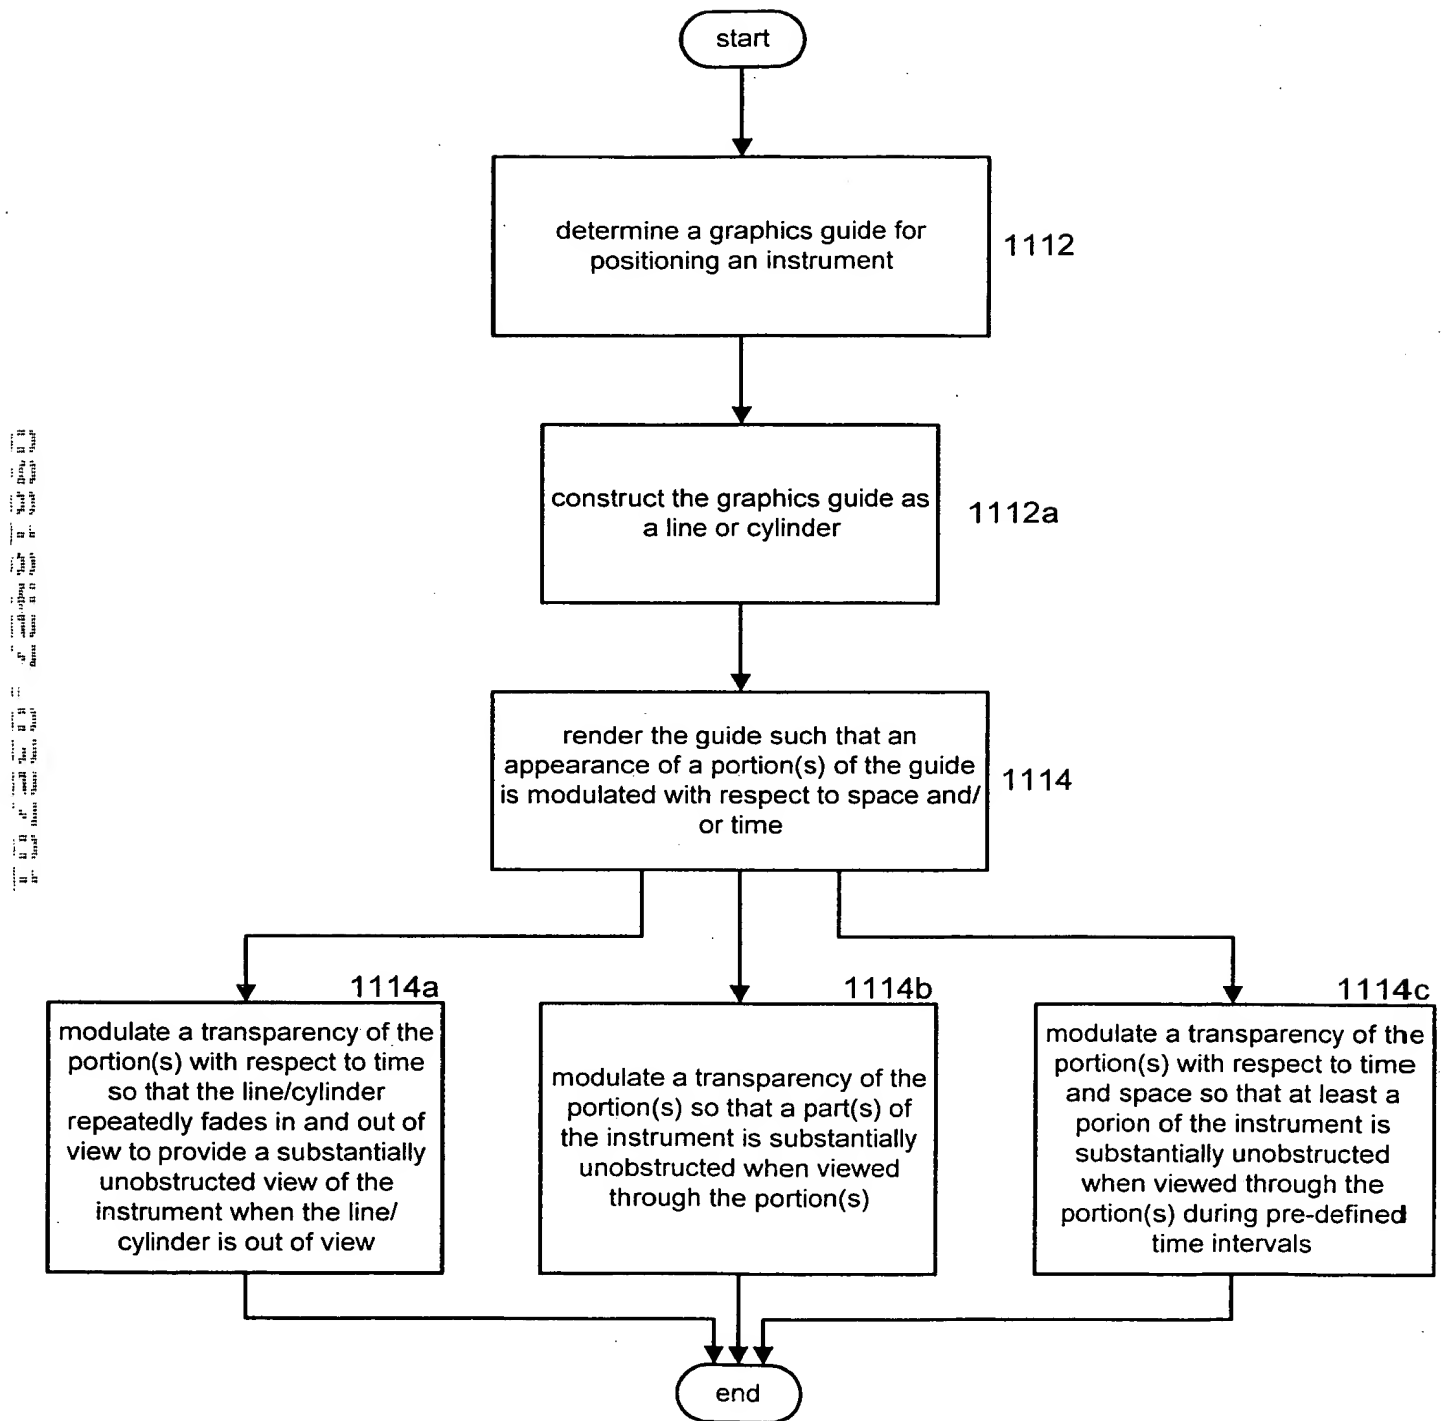 start
determine a graphics guide for
positioning an instrument
1112
construct the graphics guide as
a line or cylinder
1112a
render the guide such that an
appearance of a portion(s) of the guide
is modulated with respect to space and/
or time
1114
1114a
modulate a transparency of the
portion(s) with respect to time
so that the line/cylinder
repeatedly fades in and out of
view to provide a substantially
unobstructed view of the
instrument when the line/
cylinder is out of view
1114b
modulate a transparency of the
portion(s) so that a part(s) of
the instrument is substantially
unobstructed when viewed
through the portion(s)
1114c
modulate a transparency of the
portion(s) with respect to time
and space so that at least a
porion of the instrument is
substantially unobstructed
when viewed through the
portion(s) during pre-defined
time intervals
end